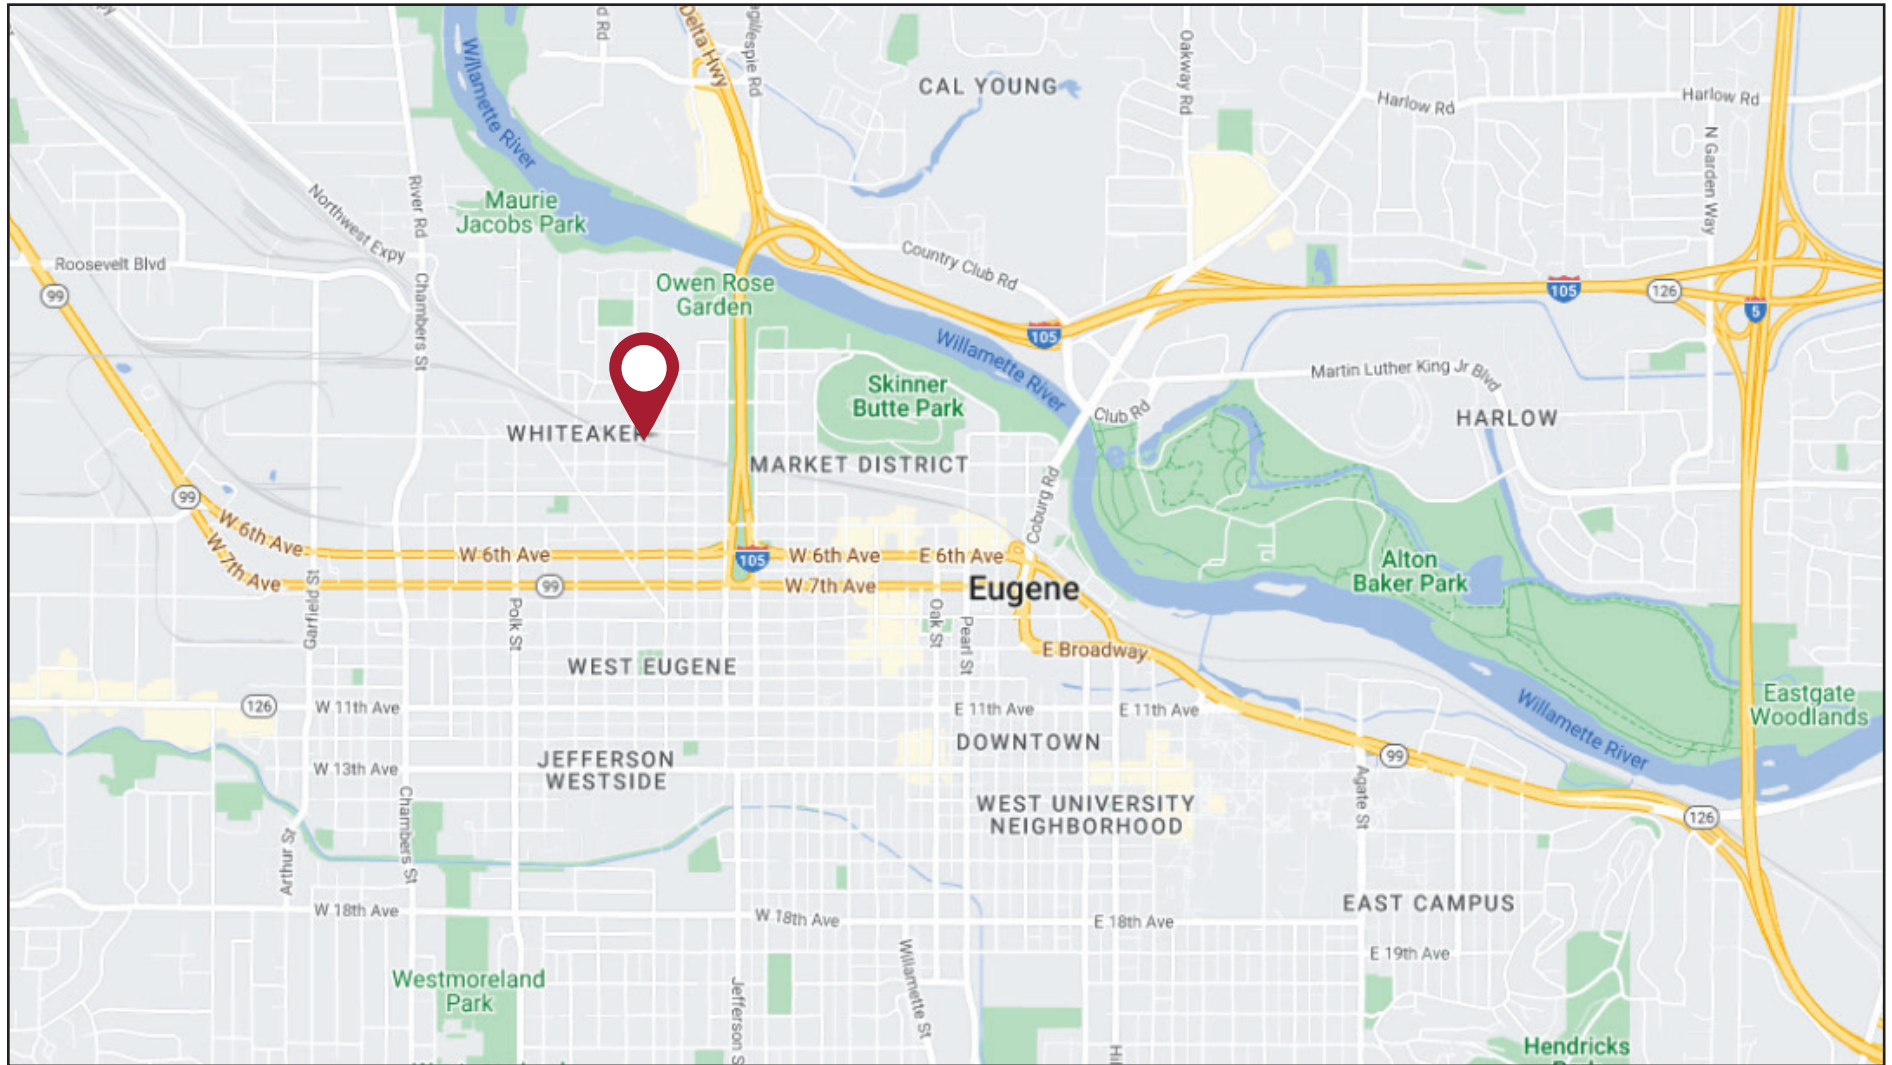 Delta Hwy
Oakway Rd
CAL YOUNG
Harlow Rd
Harlow Rd
Willamette River
N Garden Way
Northwest Expy
River Rd
Maurie
Jacobs Park
Country Club Rd
Roosevelt Blvd
99
Owen Rose
Garden
Chambers St
105
126
5
105
Willamette River
Martin Luther King Jr Blvd
Skinner
Butte Park
Club Rd
HARLOW
MARKET DISTRICT
99
Coburg Rd
W 6th Ave
W 7th Ave
W 6th Ave
105
W 6th Ave
E 6th Ave
99
W 7th Ave
Eugene
Alton
Baker Park
Garfield St
Polk St
Oak St
Pearl St
E Broadway
WEST EUGENE
126
W 11th Ave
E 11th Ave
E 11th Ave
Willamette River
Eastgate
Woodlands
DOWNTOWN
99
JEFFERSON
WESTSIDE
W 13th Ave
Agate St
WEST UNIVERSITY
NEIGHBORHOOD
126
Arthur St
Chambers St
W 18th Ave
W 18th Ave
E 18th Ave
EAST CAMPUS
E 19th Ave
Willamette St
Westmoreland
Park
Jefferson S
Hendricks